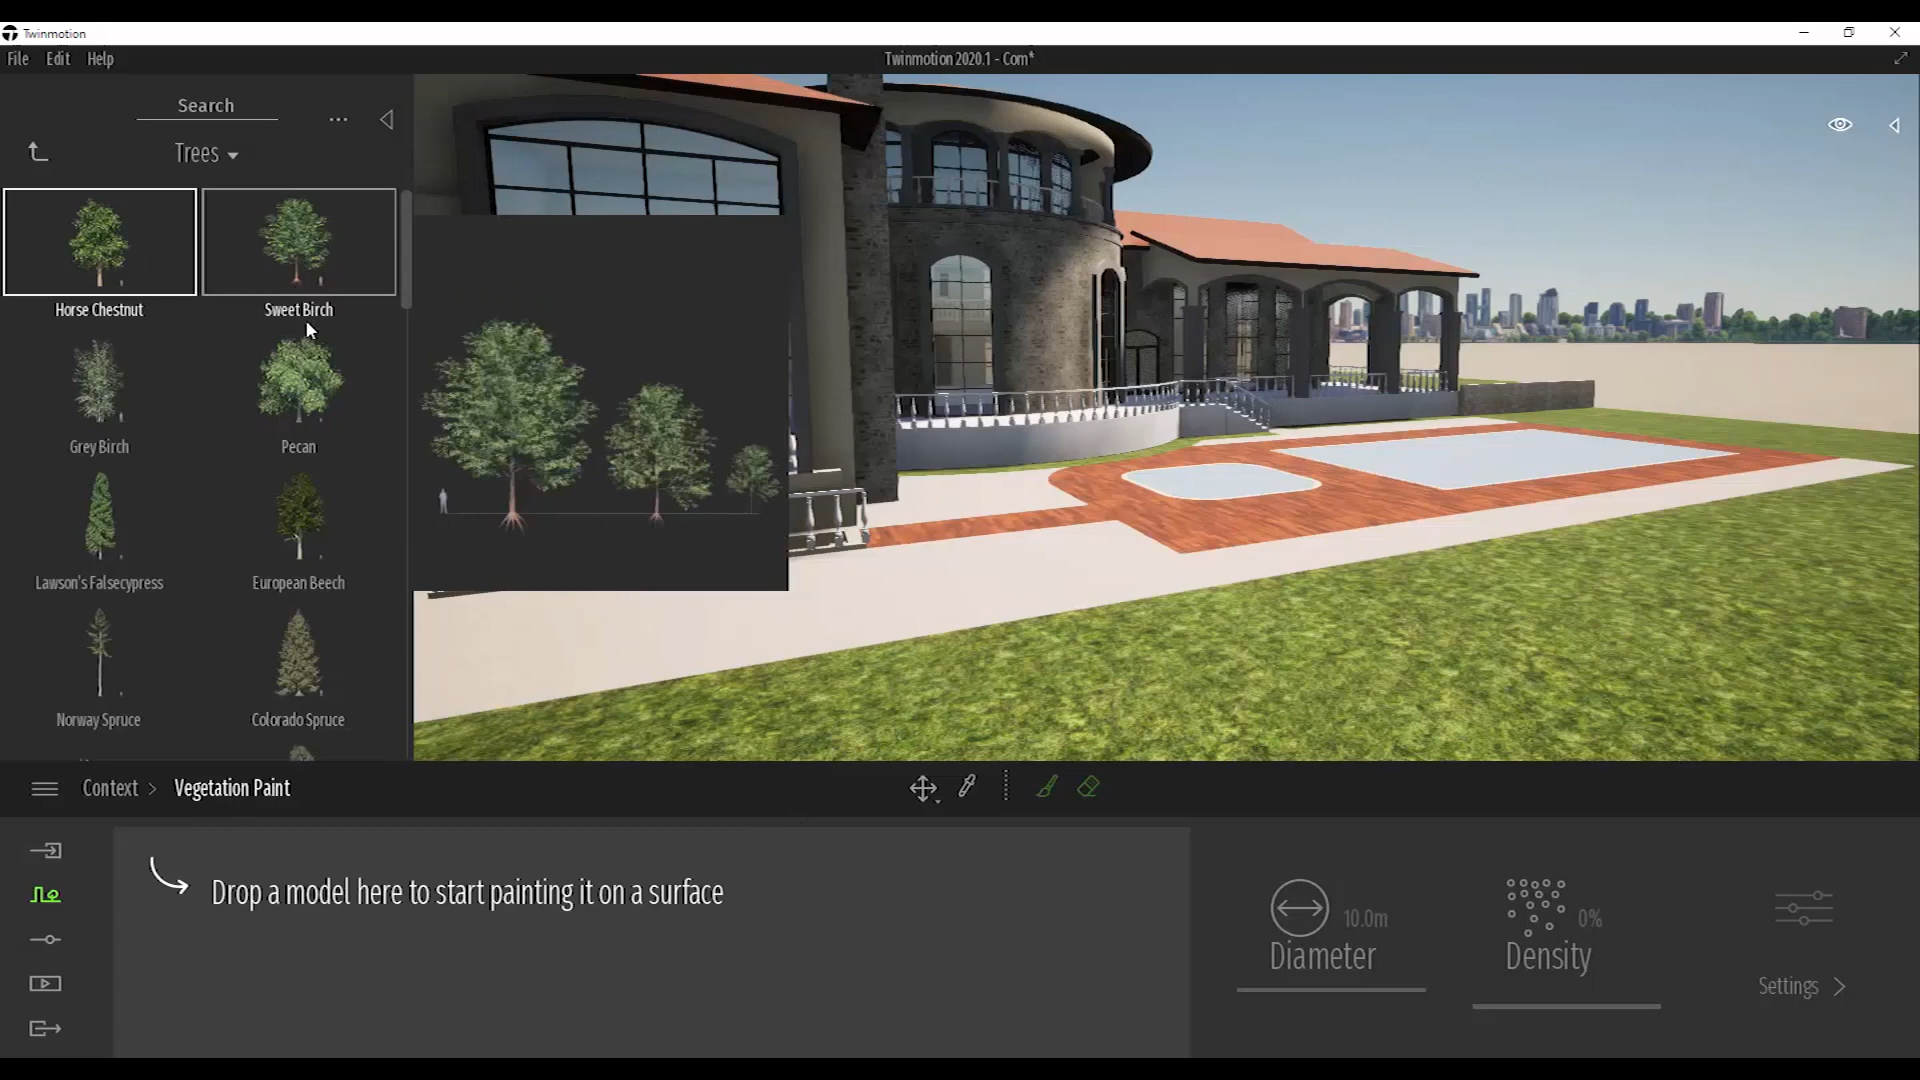 Twinmotion
File Edit Help
Twinmotion 2020.1 - Com*
Search
...
Trees
Horse Chestnut
Sweet Birch
Grey Birch
Pecan
Lawson's Falsecypress
European Beech
Norway Spruce
Colorado Spruce
Context > Vegetation Paint
Drop a model here to start painting it on a surface
10.0m
Diameter
0%
Density
Settings >